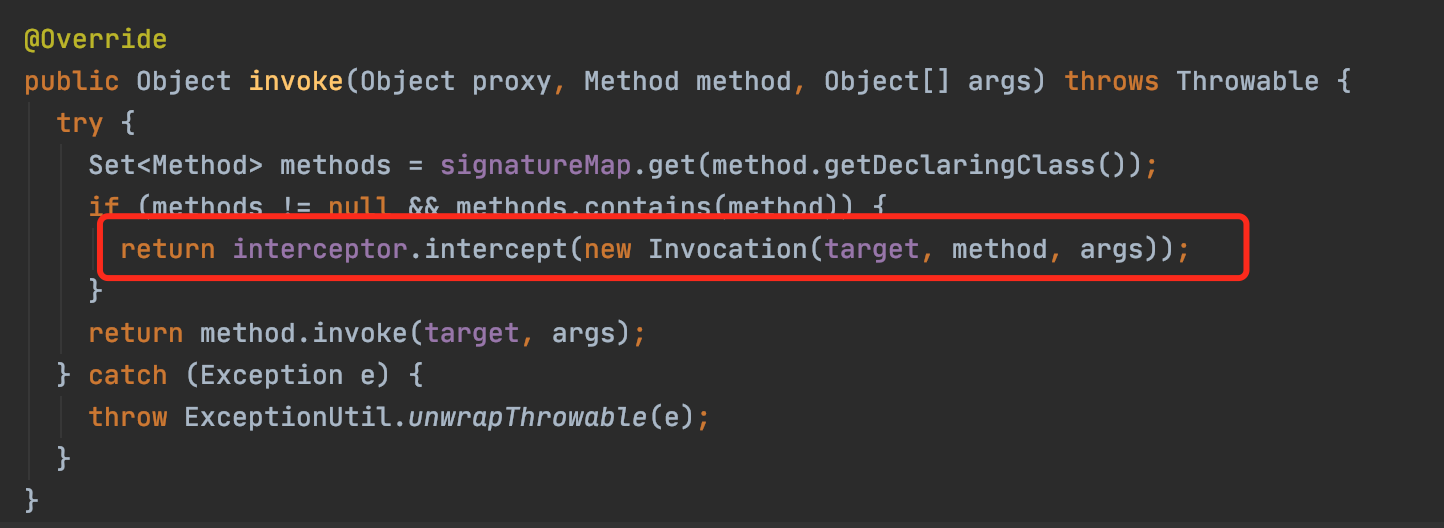 @Override
public Object invoke(Object proxy, Method method, Object[] args) throws Throwable {
try {
Set<Method> methods = signatureMap.get(method.getDeclaringClass());
if (methods != null && methods.contains(method)) {
return interceptor.intercept(new Invocation(target, method, args));
}
return method.invoke(target, args);
} catch (Exception e) {
throw ExceptionUtil.unwrapThrowable(e);
}
}